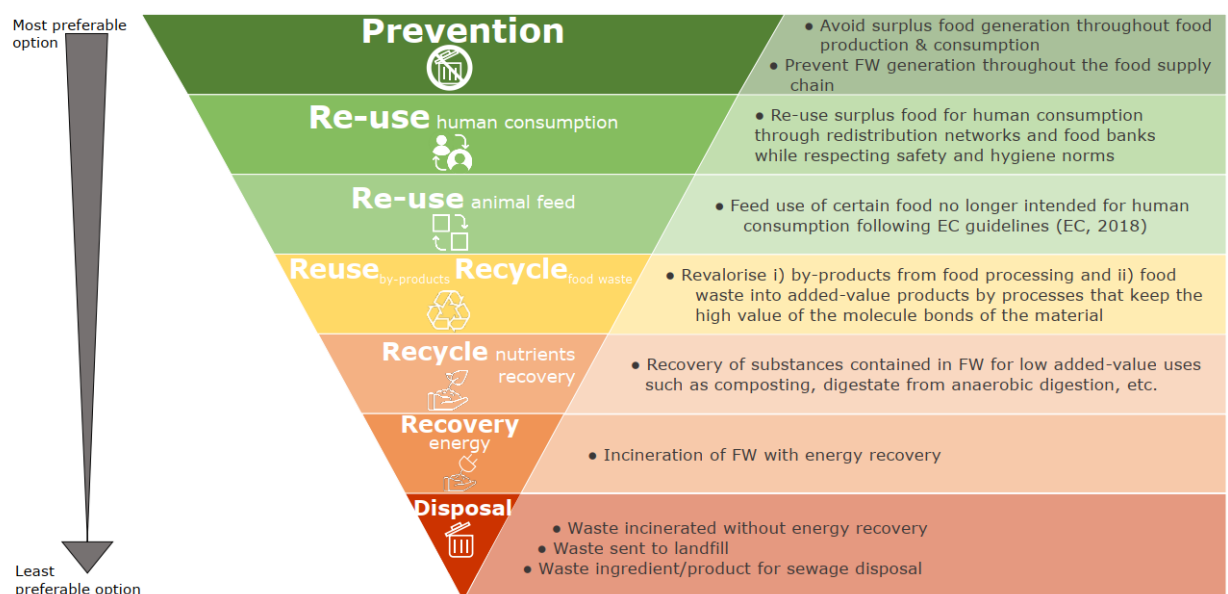 Most preferable
option
Prevention
● Avoid surplus food generation throughout food
production & consumption
● Prevent FW generation throughout the food supply
chain
Re-use human consumption
● Re-use surplus food for human consumption
through redistribution networks and food banks
while respecting safety and hygiene norms
Re-use animal feed
● Feed use of certain food no longer intended for human
consumption following EC guidelines (EC, 2018)
Reuse by-products Recycle food waste
● Revalorise i) by-products from food processing and ii) food
waste into added-value products by processes that keep the
high value of the molecule bonds of the material
Recycle nutrients
recovery
● Recovery of substances contained in FW for low added-value uses
such as composting, digestate from anaerobic digestion, etc.
Recovery
energy
● Incineration of FW with energy recovery
Disposal
● Waste incinerated without energy recovery
● Waste sent to landfill
● Waste ingredient/product for sewage disposal
Least
preferable option